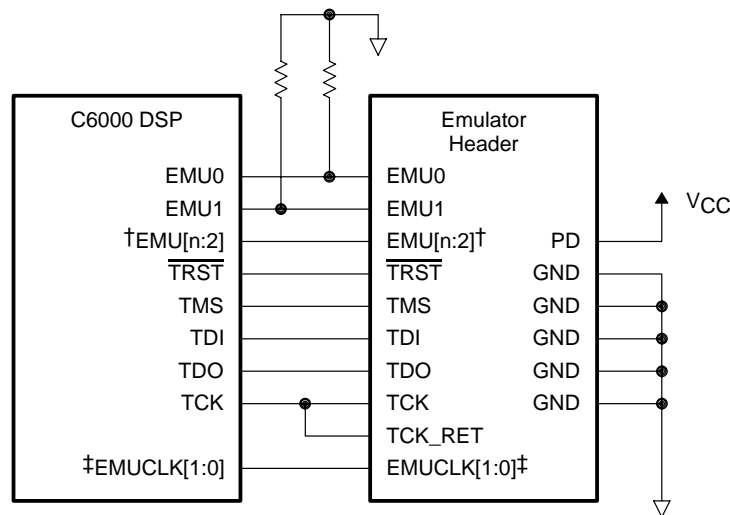 C6000 DSP
EMU0
EMU1
†EMU[n:2]
TRST
TMS
TDI
TDO
TCK
‡EMUCLK[1:0]
Emulator
Header
EMU0
EMU1
EMU[n:2]†
TRST
TMS
TDI
TDO
TCK
TCK_RET
EMUCLK[1:0]‡
PD
GND
GND
GND
GND
GND
VCC